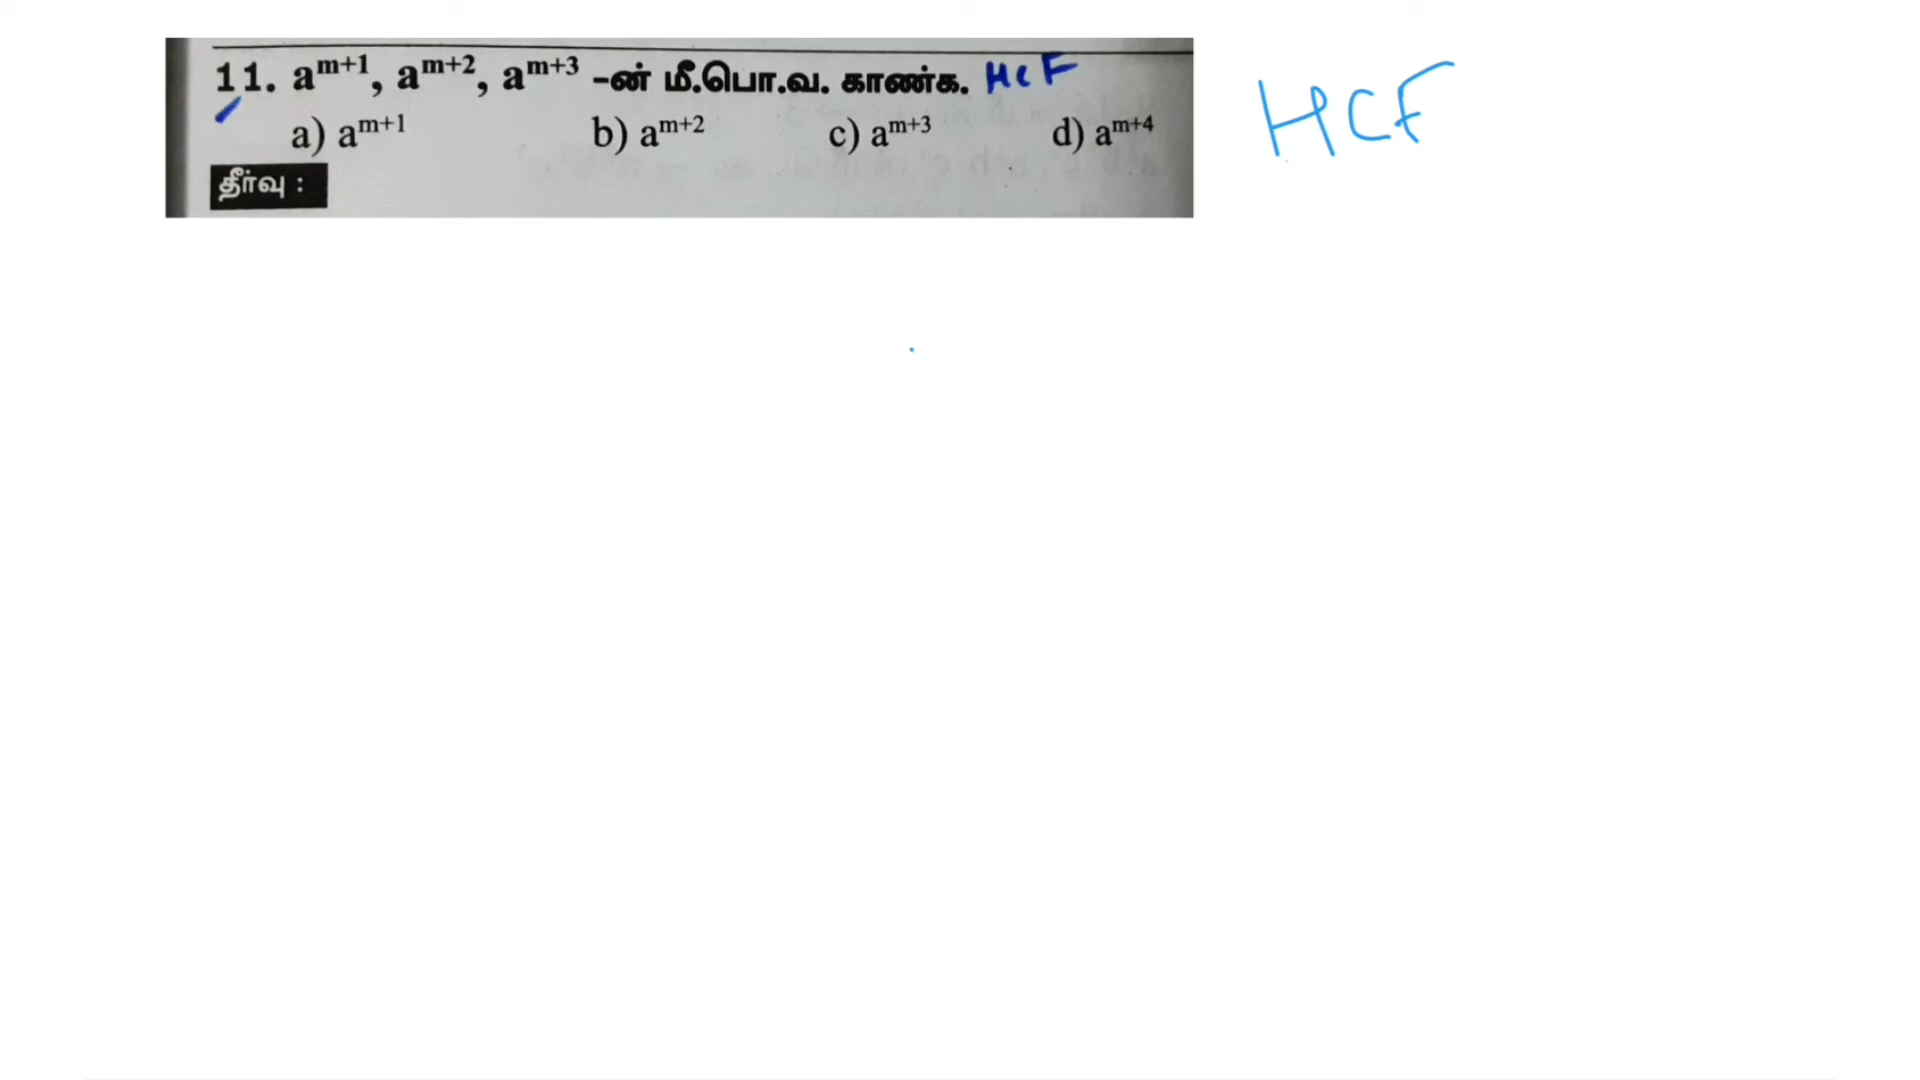 11. a^m+1, a^m+2, a^m+3 -ன் மீ.பொ.வ. காண்க. HCF
a) a^m+1 b) a^m+2 c) a^m+3 d) a^m+4
தீர்வு :
HCF